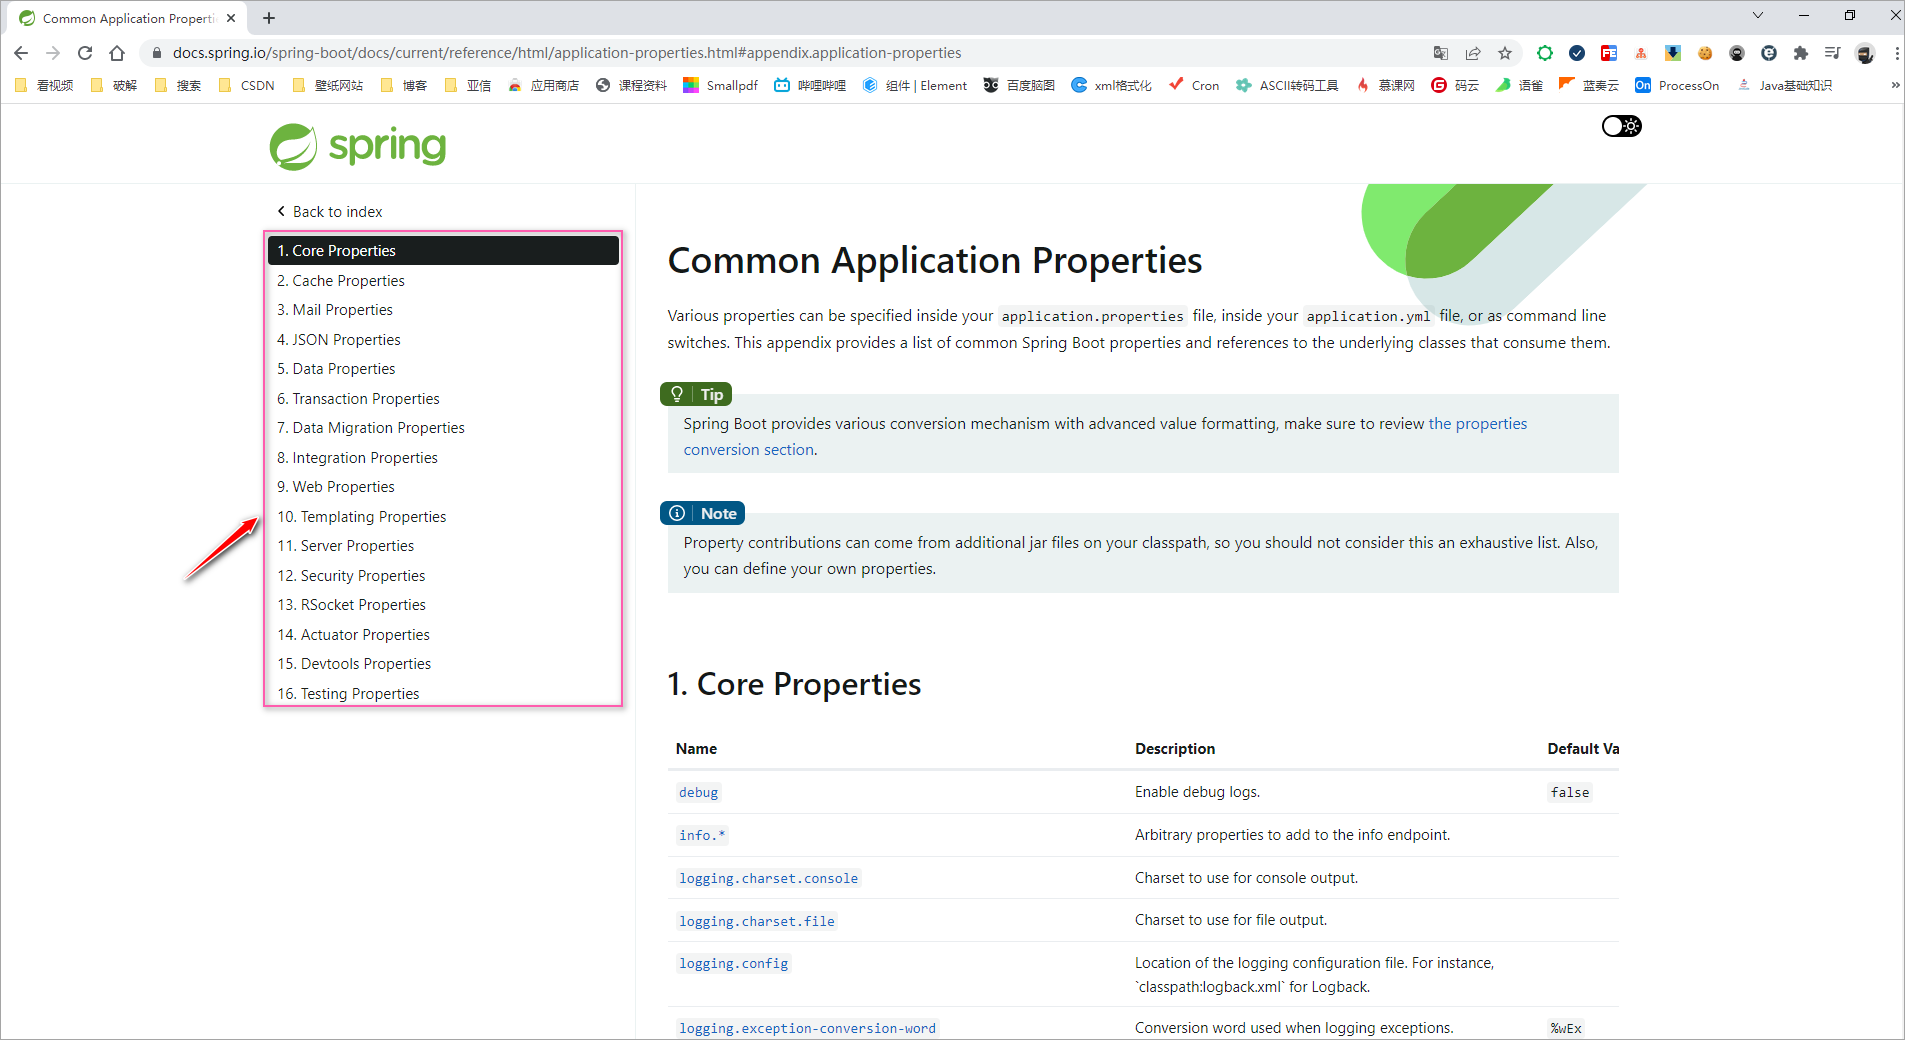 Common Application Properti
docs.spring.io/spring-boot/docs/current/reference/html/application-properties.html#appendix.application-properties
看视频 破解 搜索 CSDN 壁纸网站 博客 亚信 应用商店 课程资料 Smallpdf 哔哩哔哩 组件 | Element 百度脑图 xml格式化 Cron ASCII转码工具 慕课网 码云 语雀 蓝奏云 On ProcessOn Java基础知识 »
spring
Back to index
1. Core Properties
2. Cache Properties
3. Mail Properties
4. JSON Properties
5. Data Properties
6. Transaction Properties
7. Data Migration Properties
8. Integration Properties
9. Web Properties
10. Templating Properties
11. Server Properties
12. Security Properties
13. RSocket Properties
14. Actuator Properties
15. Devtools Properties
16. Testing Properties
Common Application Properties
Various properties can be specified inside your application.properties file, inside your application.yml file, or as command line
switches. This appendix provides a list of common Spring Boot properties and references to the underlying classes that consume them.
Tip
Spring Boot provides various conversion mechanism with advanced value formatting, make sure to review the properties
conversion section.
Note
Property contributions can come from additional jar files on your classpath, so you should not consider this an exhaustive list. Also,
you can define your own properties.
1. Core Properties
Name Description Default Va
debug Enable debug logs. false
info.* Arbitrary properties to add to the info endpoint.
logging.charset.console Charset to use for console output.
logging.charset.file Charset to use for file output.
logging.config Location of the logging configuration file. For instance,
`classpath:logback.xml` for Logback.
logging.exception-conversion-word Conversion word used when logging exceptions. %wEx